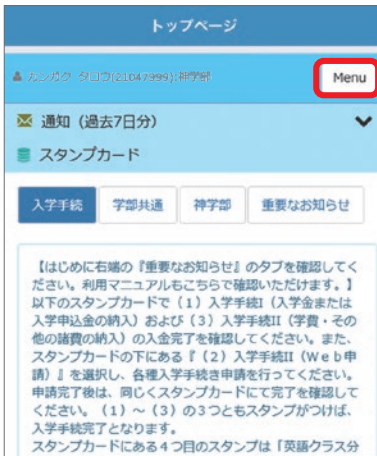 トップページ
カンガク タロウ(21047999):神学部
Menu
通知（過去7日分）
スタンプカード
入学手続 学部共通 神学部 重要なお知らせ
【はじめに右端の『重要なお知らせ』のタブを確認してく
ださい。利用マニュアルもこちらで確認いただけます。】
以下のスタンプカードで（1）入学手続I（入学金または
入学申込金の納入）および（3）入学手続II（学費・その
他の諸費の納入）の入金完了を確認してください。また、
スタンプカードの下にある『（2）入学手続II（Ｗｅｂ申
請）』を選択し、各種入学手続き申請を行ってください。
申請完了後は、同じくスタンプカードにて完了を確認して
ください。（1）～（3）の3つともスタンプがつけば、
入学手続完了となります。
スタンプカードにある４つ目のスタンプは「英語クラス分